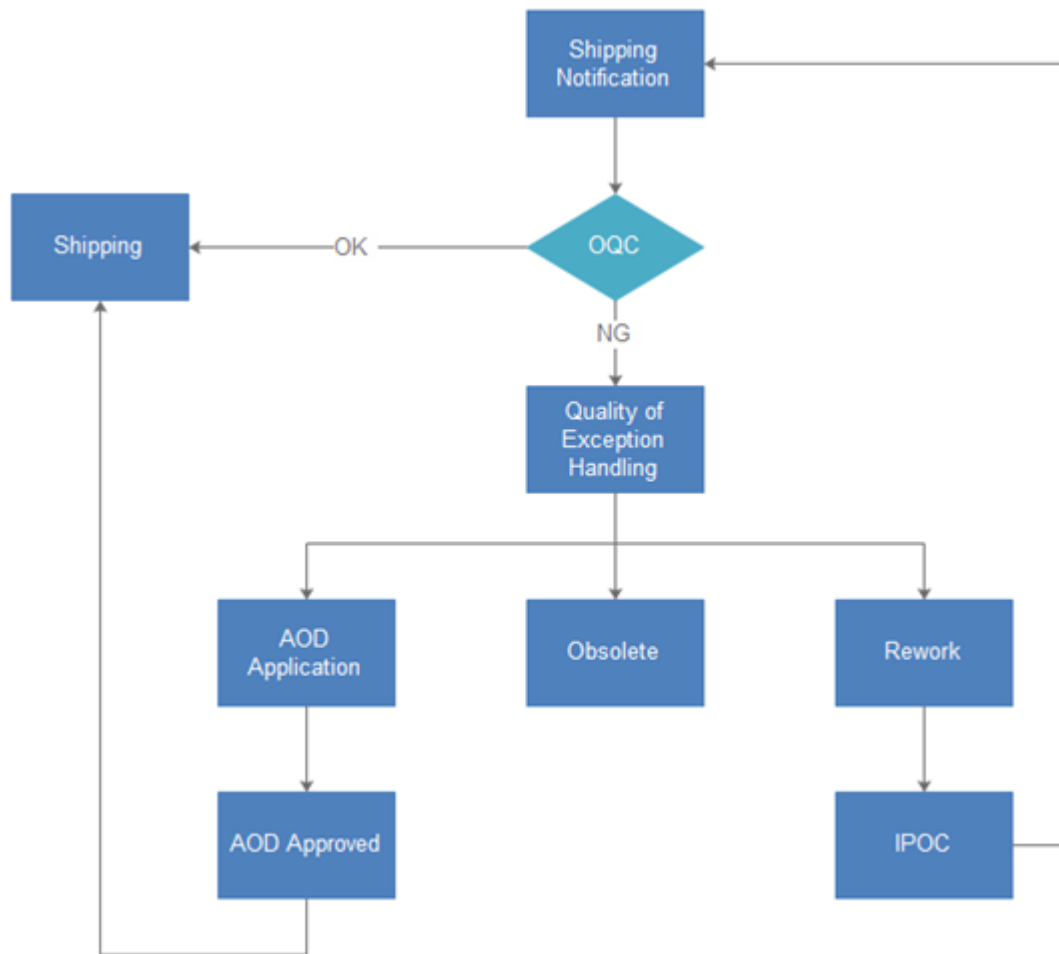 Shipping
Notification
Shipping
OK
OQC
NG
Quality of
Exception
Handling
AOD
Application
Obsolete
Rework
AOD Approved
IPOC